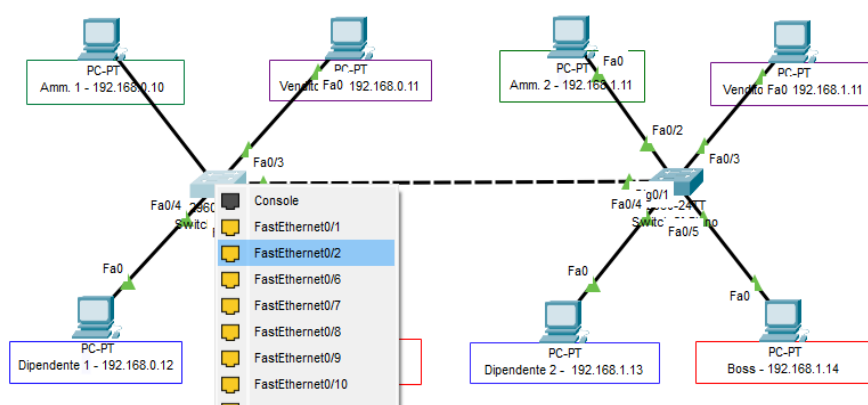 PC-PT
Amm. 1 - 192.168.0.10
PC-PT
Fa0 192.168.0.11
Fa0
PC-PT
Amm. 2 - 192.168.1.11
PC-PT
Fa0 192.168.1.11
Fa0/2
Fa0/3
Fa0/3
Fa0/4
Fa0/4
Fa0/5
Console
FastEthernet0/1
FastEthernet0/2
FastEthernet0/6
FastEthernet0/7
FastEthernet0/8
FastEthernet0/9
FastEthernet0/10
Fa0
PC-PT
Dipendente 1 - 192.168.0.12
Fa0
PC-PT
Dipendente 2 - 192.168.1.13
Fa0
PC-PT
Boss - 192.168.1.14